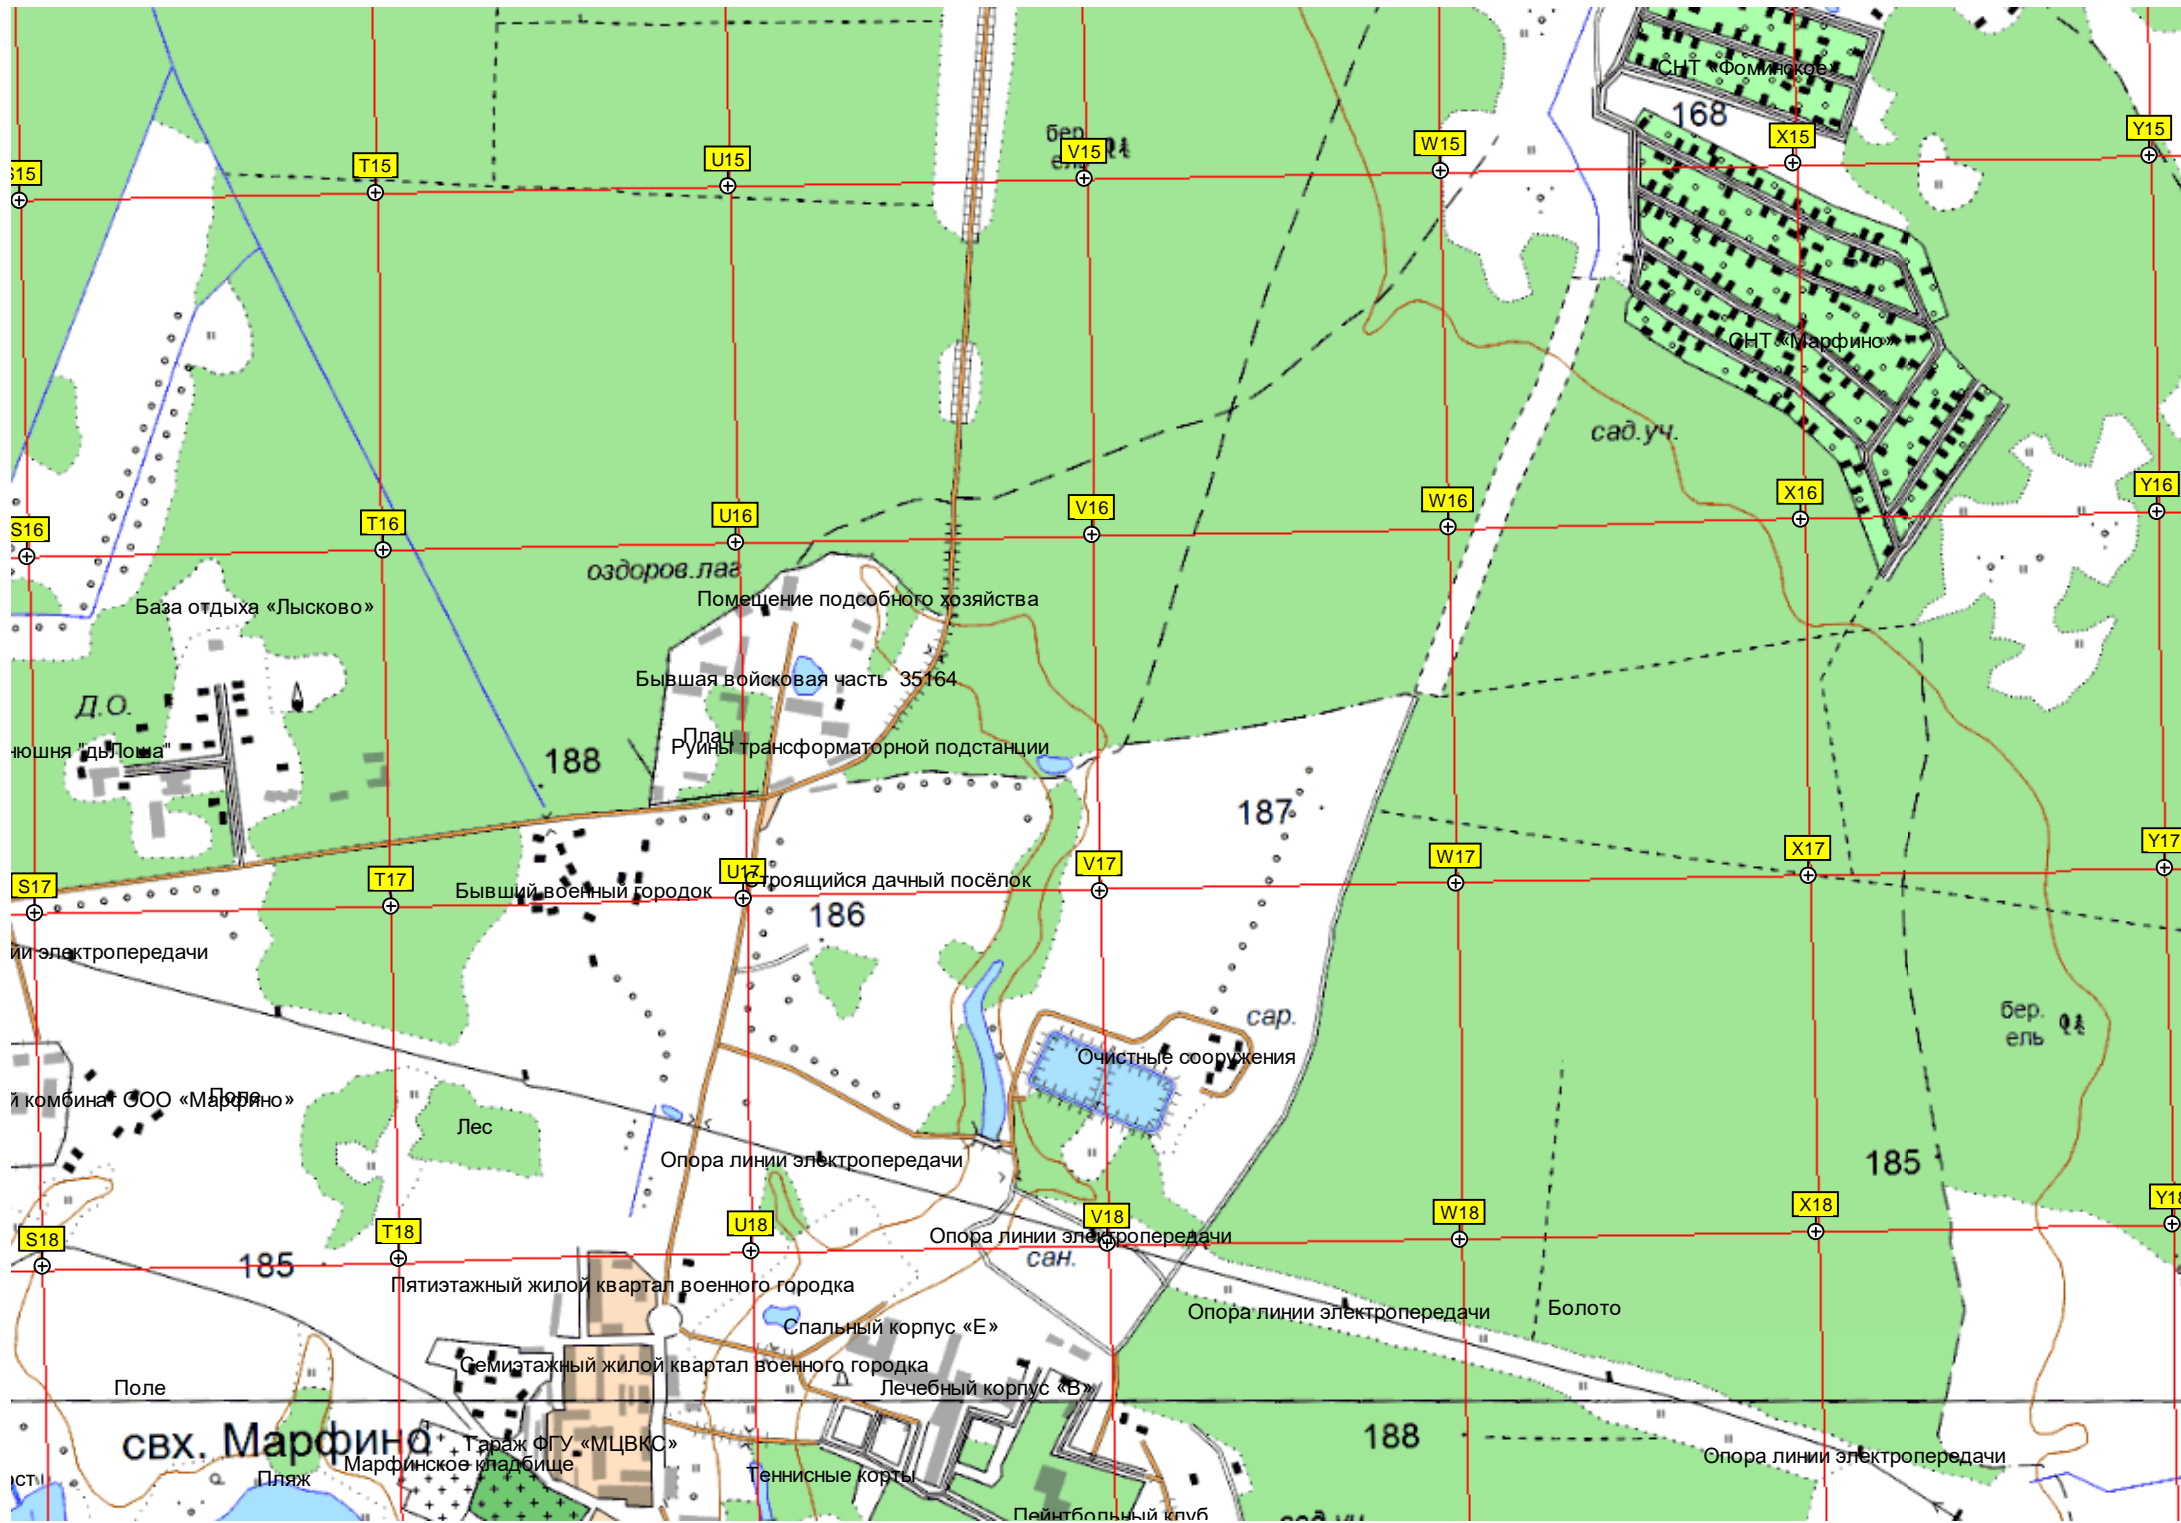 СНТ «Фоминское»
168
бер.
V15
W15
X15
Y15
T15
U15
СНТ «Марфино»
сад.уч.
S16
T16
U16
V16
W16
X16
Y16
оздоров.лаг
База отдыха «Лысково»
Помещение подсобного хозяйства
Бывшая войсковая часть 35164
Д.О.
Плац
Руины трансформаторной подстанции
188
187
S17
T17
U17
V17
W17
X17
Y17
Бывший военный городок
Строящийся дачный посёлок
186
ии электропередачи
сар.
бер.
ель
Очистные сооружения
й комбинат ООО «Марфино»
Поле
Лес
Опора линии электропередачи
185
S18
T18
U18
V18
W18
X18
Y18
Опора линии электропередачи
сан.
185
Пятиэтажный жилой квартал военного городка
Опора линии электропередачи
Болото
Спальный корпус «Е»
Семиэтажный жилой квартал военного городка
Поле
Лечебный корпус «В»
свх. Марфино
188
Гараж ФГУ «МЦВКС»
Марфинское кладбище
Опора линии электропередачи
Пляж
Теннисные корты
Пейнтбольный клуб